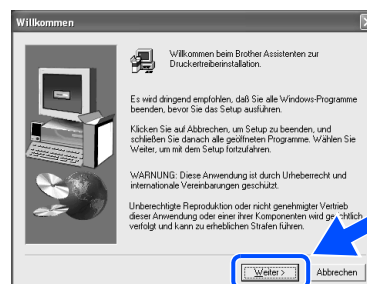 Willkommen
Willkommen beim Brother Assistenten zur
Druckertreiberinstallation.
Es wird dringend empfohlen, daß Sie alle Windows-Programme
beenden, bevor Sie das Setup ausführen.
Klicken Sie auf Abbrechen, um Setup zu beenden, und
schließen Sie danach alle geöffneten Programme. Wählen Sie
Weiter, um mit dem Setup fortzufahren.
WARNUNG: Diese Anwendung ist durch Urheberrecht und
internationale Vereinbarungen geschützt.
Unberechtigte Reproduktion oder nicht genehmigter Vertrieb
dieser Anwendung oder einer ihrer Komponenten wird gerichtlich
verfolgt und kann zu erheblichen Strafen führen.
Weiter > Abbrechen